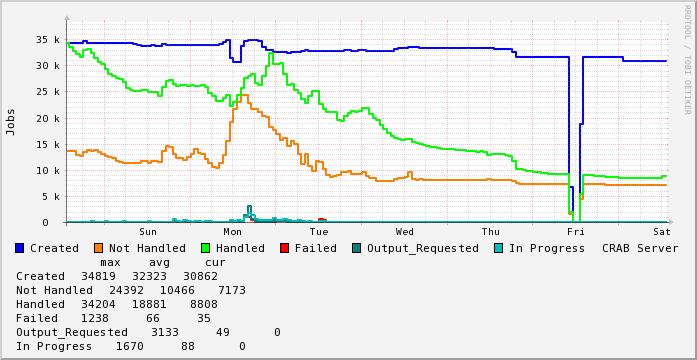 RRDTOOL / TOBI OETIKER
Jobs
35 k
30 k
25 k
20 k
15 k
10 k
5 k
0
Sun Mon Tue Wed Thu Fri Sat
Created Not Handled Handled Failed Output_Requested In Progress CRAB Server
max avg cur
Created 34819 32323 30862
Not Handled 24392 10466 7173
Handled 34204 18881 8808
Failed 1238 66 35
Output_Requested 3133 49 0
In Progress 1670 88 0